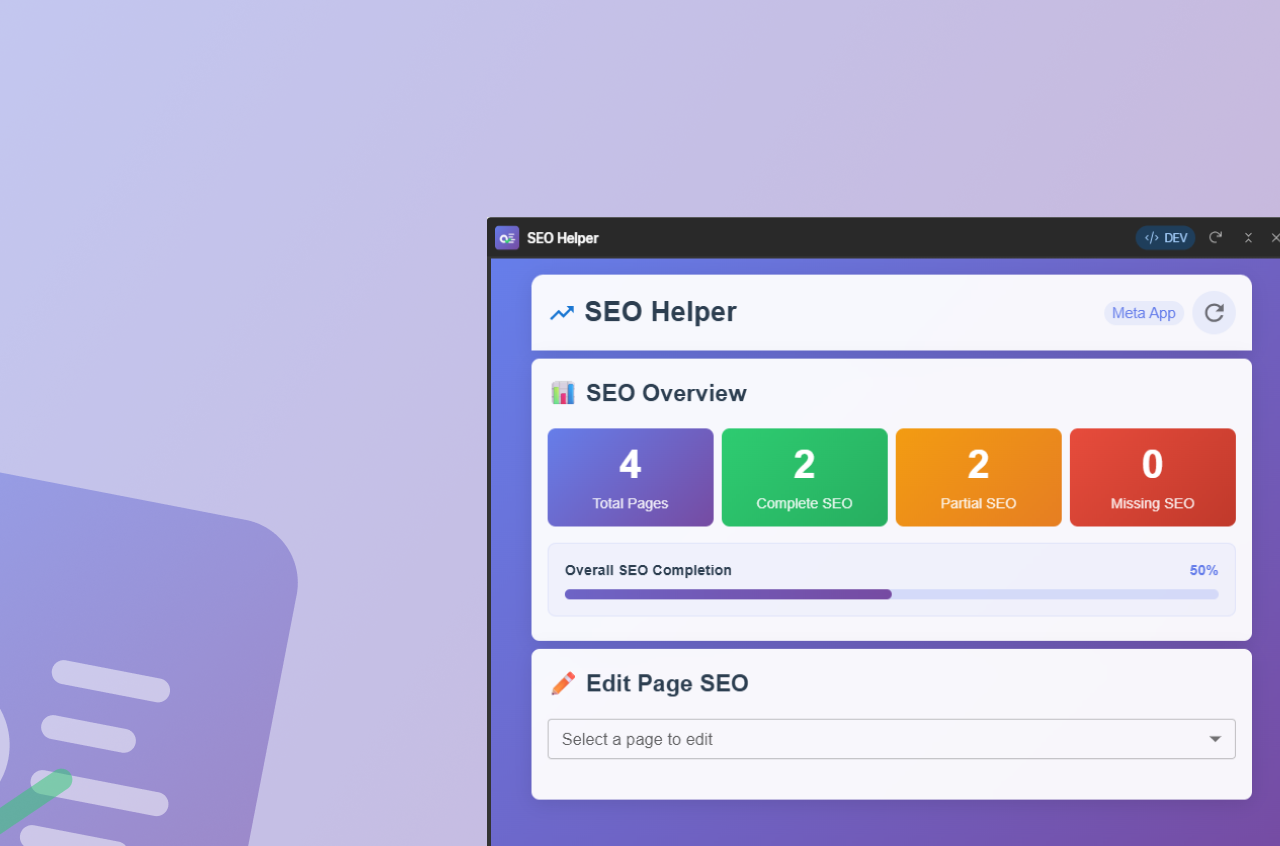 SEO Helper
</> DEV
SEO Helper
Meta App
SEO Overview
4
Total Pages
2
Complete SEO
2
Partial SEO
0
Missing SEO
Overall SEO Completion
50%
Edit Page SEO
Select a page to edit